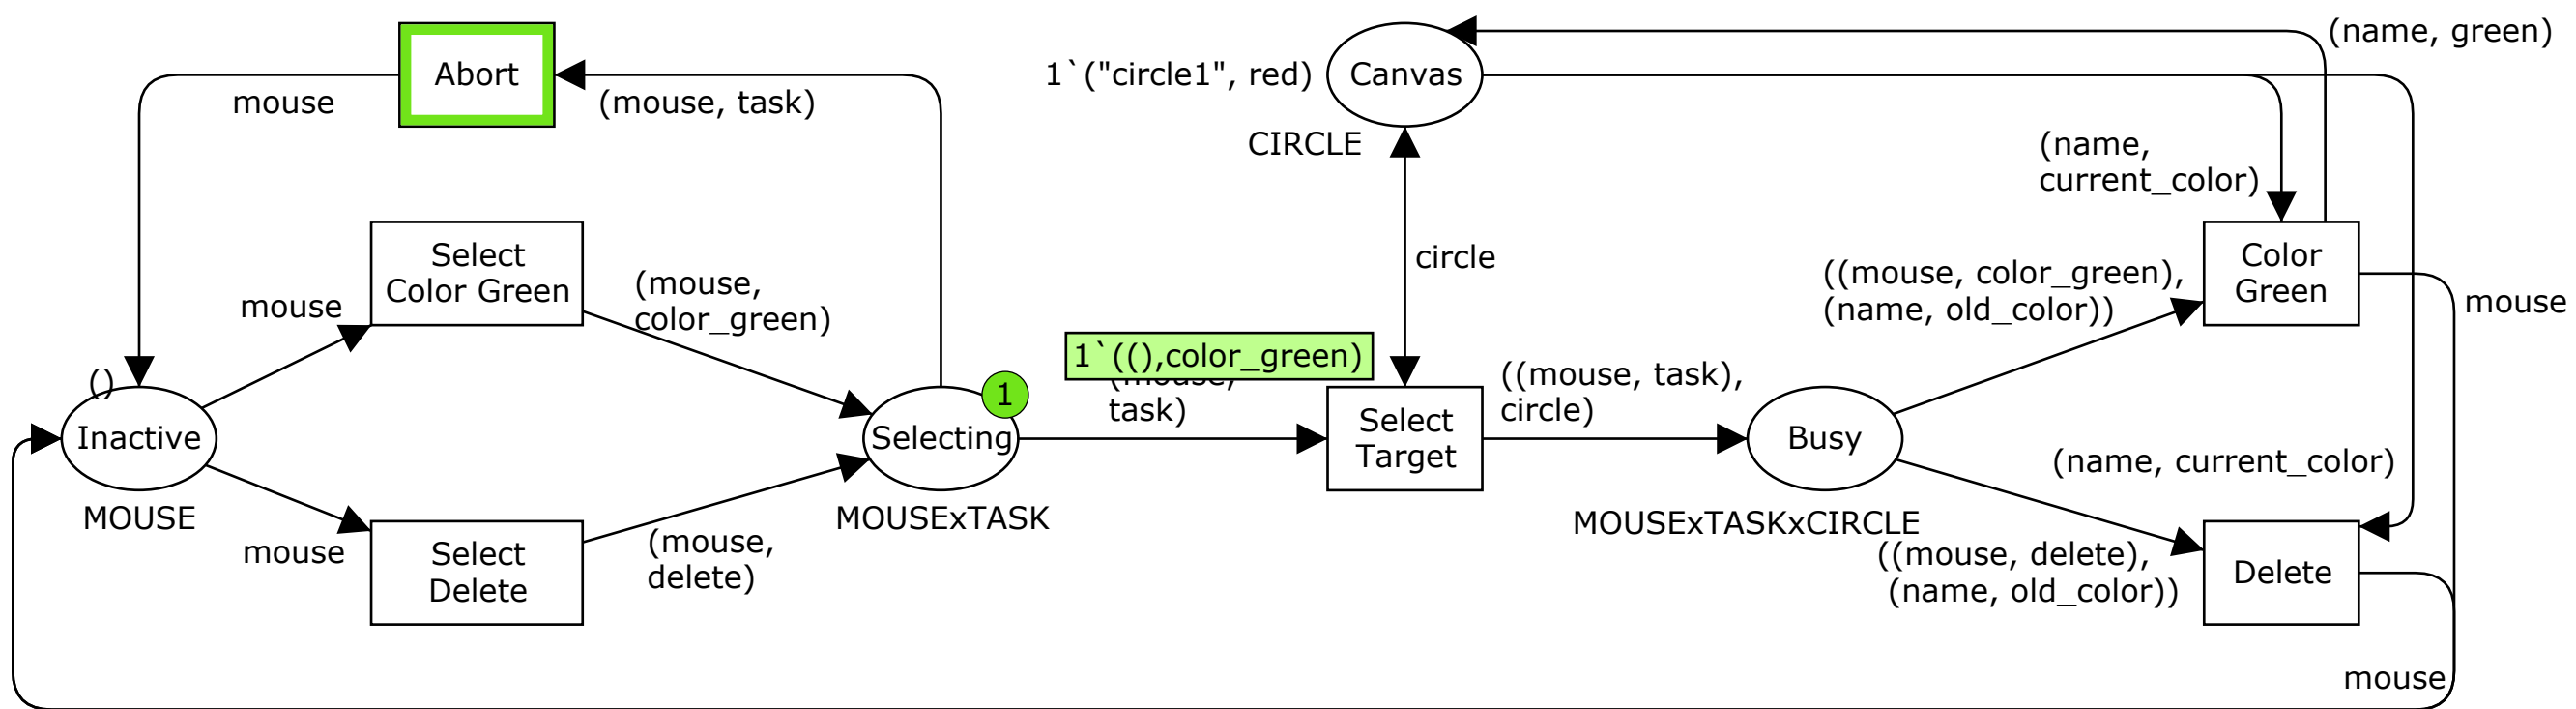 Abort
mouse
(mouse, task)
1`("circle1", red)
Canvas
CIRCLE
(name, green)
(name,
current_color)
Select
Color Green
mouse
(mouse,
color_green)
circle
Color
Green
((mouse, color_green),
(name, old_color))
mouse
1`((),color_green)
(mouse,
task)
()
Inactive
MOUSE
1
Selecting
MOUSExTASK
Select
Target
((mouse, task),
circle)
Busy
MOUSExTASKxCIRCLE
(name, current_color)
mouse
Select
Delete
(mouse,
delete)
((mouse, delete),
(name, old_color))
Delete
mouse